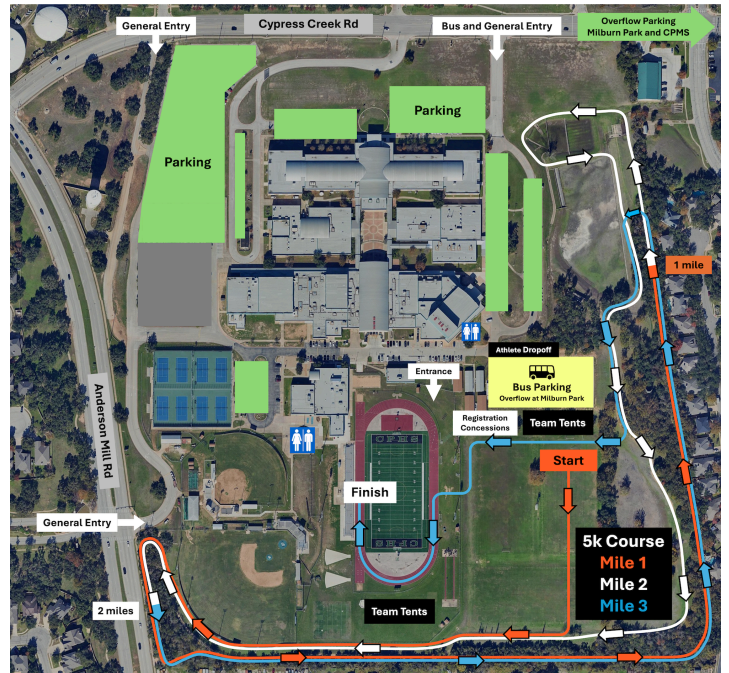 General Entry
Cypress Creek Rd
Bus and General Entry
Overflow Parking
Milburn Park and CPMS
Parking
Parking
1 mile
Athlete Dropoff
Entrance
Bus Parking
Overflow at Milburn Park
Registration
Concessions
Team Tents
Anderson Mill Rd
Start
Finish
General Entry
5k Course
Mile 1
Mile 2
Mile 3
2 miles
Team Tents